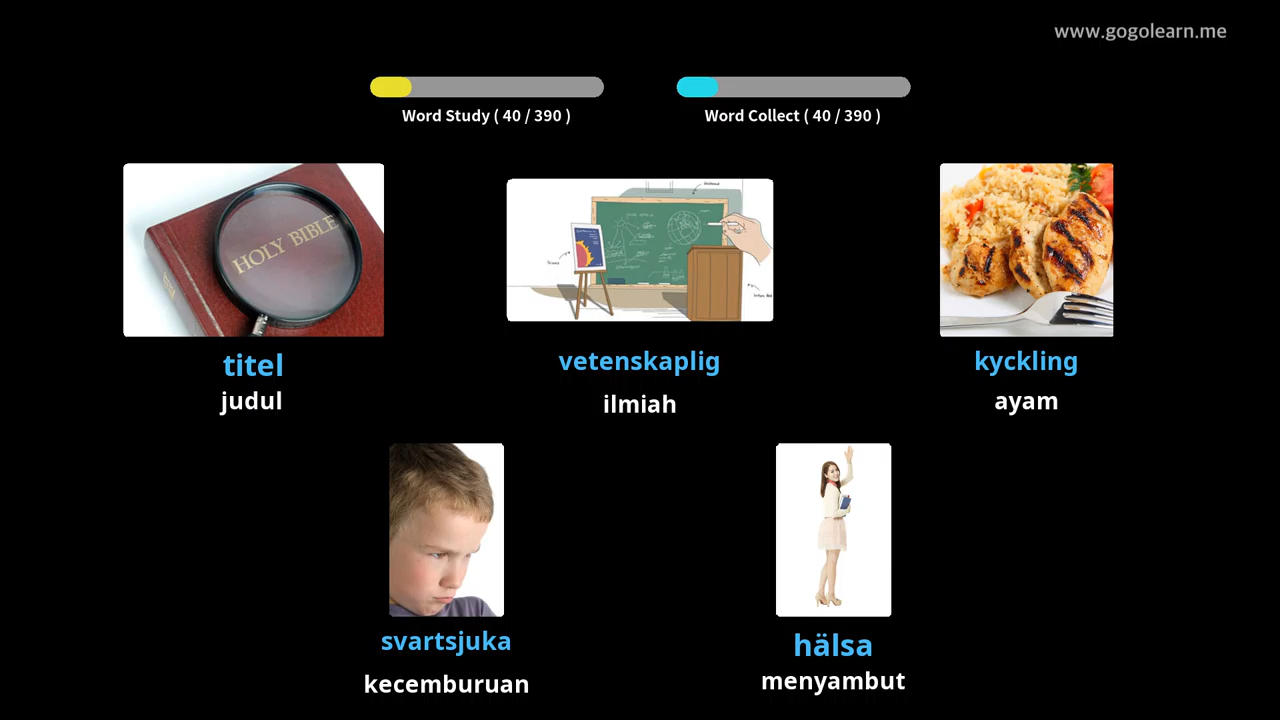 www.gogolearn.me
Word Study ( 40 / 390 )
Word Collect ( 40 / 390 )
HOLY BIBLE
titel
judul
vetenskaplig
ilmiah
kyckling
ayam
svartsjuka
kecemburuan
hälsa
menyambut